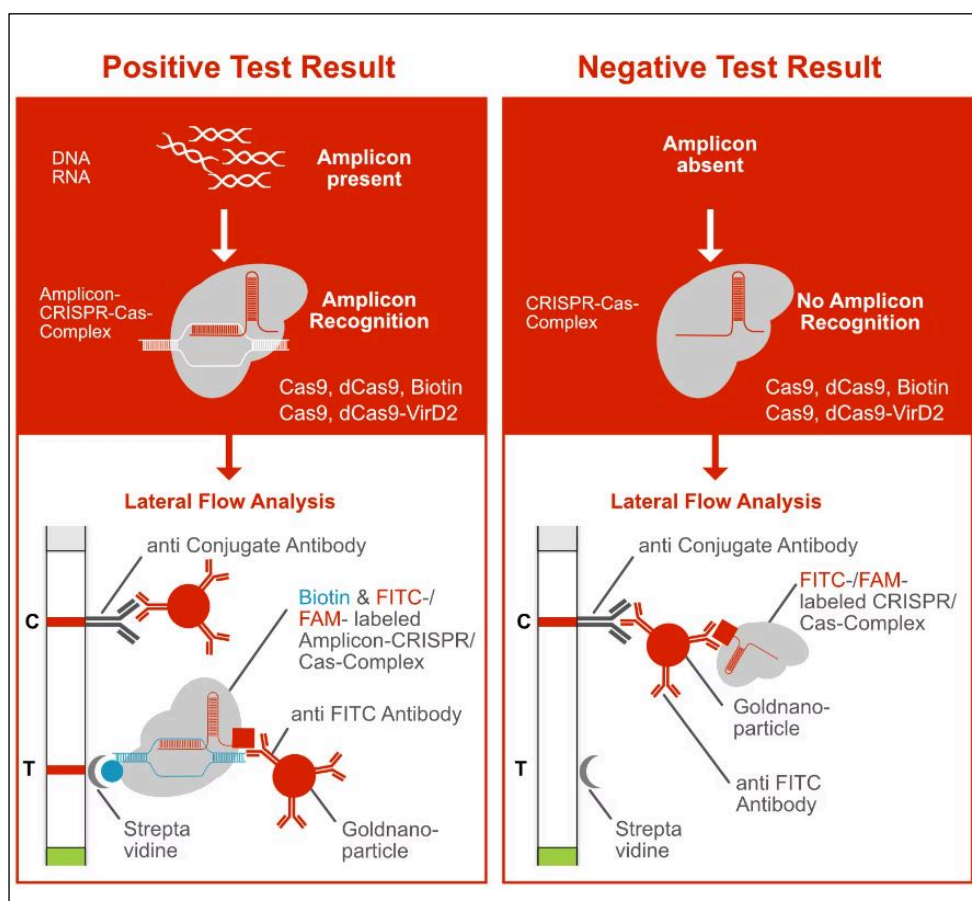 Positive Test Result
DNA
RNA
Amplicon
present
Amplicon-
CRISPR-Cas-
Complex
Amplicon
Recognition
Cas9, dCas9, Biotin
Cas9, dCas9-VirD2
Lateral Flow Analysis
anti Conjugate Antibody
C
Biotin & FITC-/
FAM- labeled
Amplicon-CRISPR/
Cas-Complex
anti FITC Antibody
T
Strepta
vidine
Goldnano-
particle
Negative Test Result
Amplicon
absent
CRISPR-Cas-
Complex
No Amplicon
Recognition
Cas9, dCas9, Biotin
Cas9, dCas9-VirD2
Lateral Flow Analysis
anti Conjugate Antibody
FITC-/FAM-
labeled CRISPR/
Cas-Complex
C
Goldnano-
particle
T
anti FITC
Antibody
Strepta
vidine